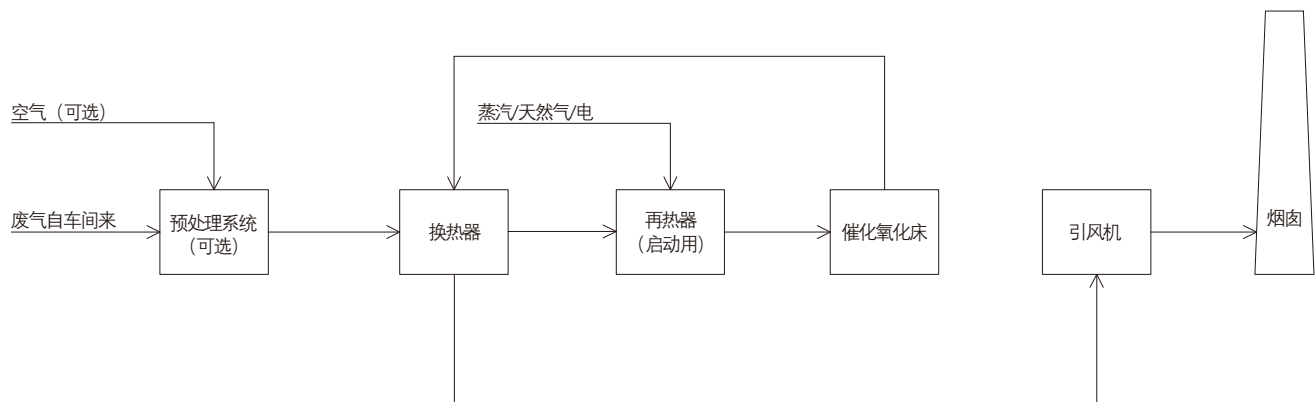 空气（可选）
蒸汽/天然气/电
废气自车间来
预处理系统
（可选）
换热器
再热器
（启动用）
催化氧化床
引风机
烟囱